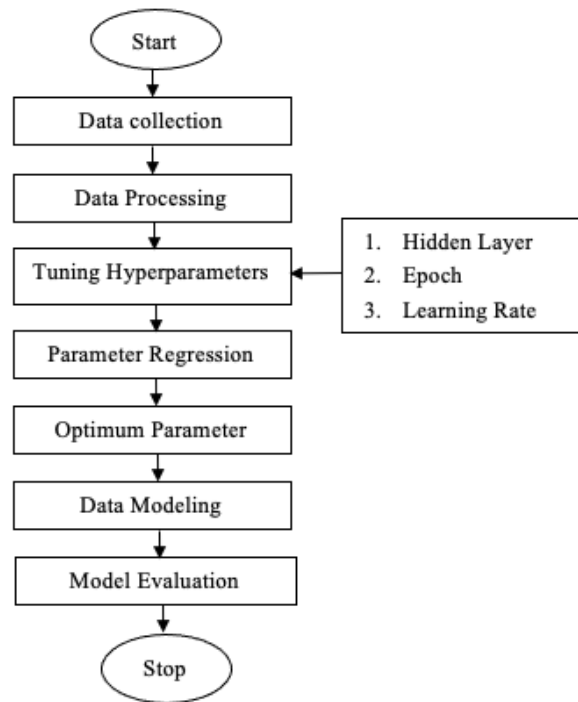 Start
Data collection
Data Processing
Tuning Hyperparameters
1. Hidden Layer
2. Epoch
3. Learning Rate
Parameter Regression
Optimum Parameter
Data Modeling
Model Evaluation
Stop